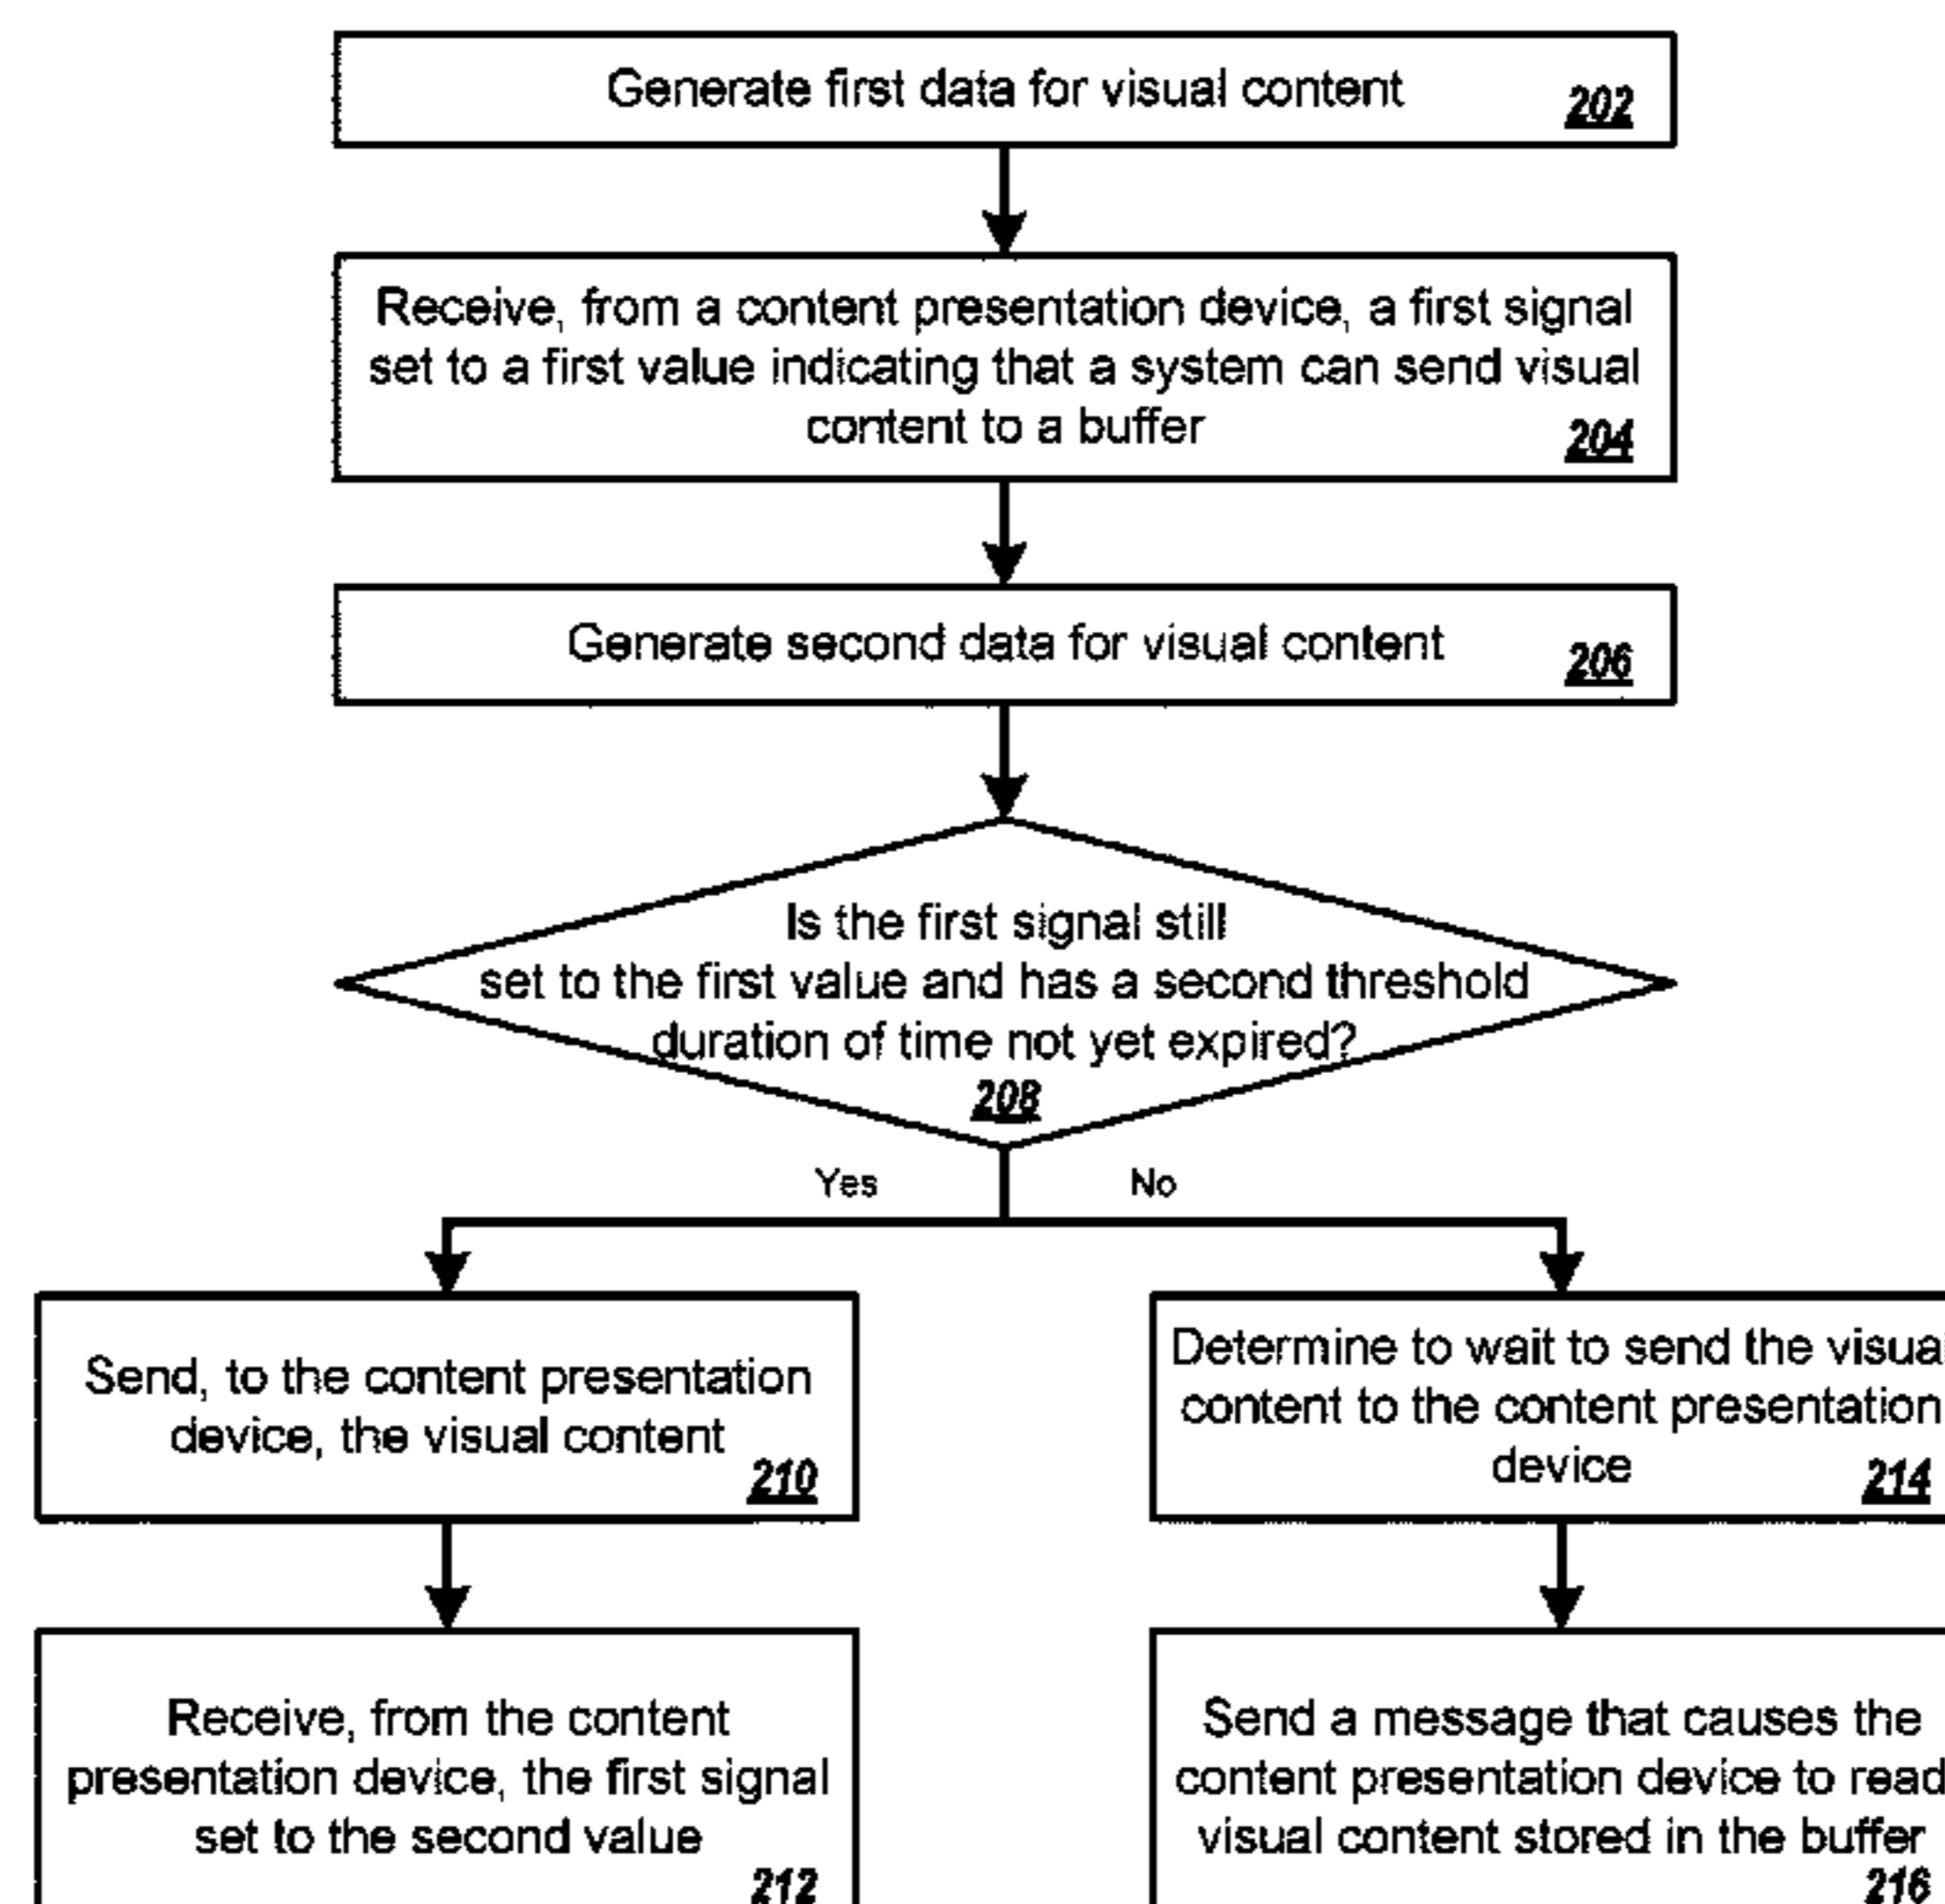 Generate first data for visual content
202
Receive, from a content presentation device, a first signal
set to a first value indicating that a system can send visual
content to a buffer
204
Generate second data for visual content
206
Is the first signal still
set to the first value and has a second threshold
duration of time not yet expired?
208
Yes
No
Send, to the content presentation
device, the visual content
210
Determine to wait to send the visual
content to the content presentation
device
214
Receive, from the content
presentation device, the first signal
set to the second value
212
Send a message that causes the
content presentation device to read
visual content stored in the buffer
216